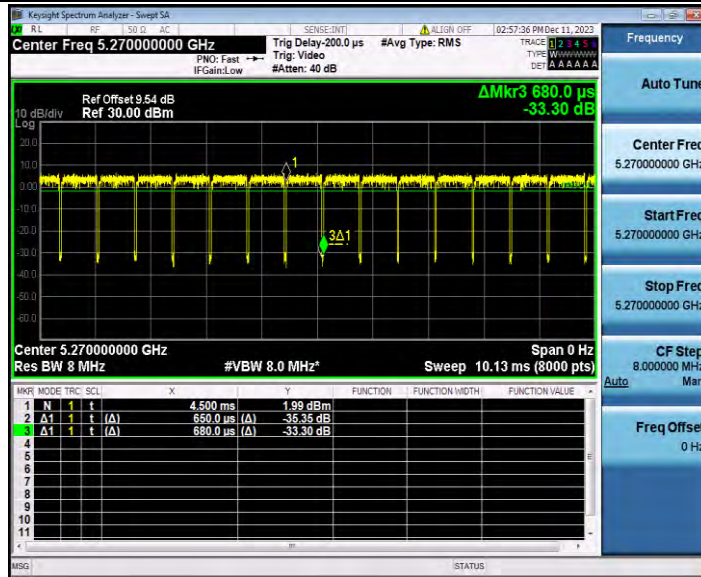 Keysight Spectrum Analyzer - Swept SA
RL RF 50 Ω AC SENSE:INT ALIGN OFF 02:57:36 PM Dec 11, 2023
Center Freq 5.270000000 GHz
PNO: Fast
IFGain:Low
Trig Delay-200.0 µs
Trig: Video
#Atten: 40 dB
#Avg Type: RMS
TRACE 1 2 3 4 5 6
TYPE W
DET A A A A A A
ΔMkr3 680.0 µs
-33.30 dB
Ref Offset 9.54 dB
10 dB/div Ref 30.00 dBm
Log
20.0
10.0
0.00
-10.0
-20.0
-30.0
-40.0
-50.0
-60.0
1
3Δ1
Center 5.270000000 GHz Span 0 Hz
Res BW 8 MHz #VBW 8.0 MHz* Sweep 10.13 ms (8000 pts)
MKR MODE TRC SCL X Y FUNCTION FUNCTION WIDTH FUNCTION VALUE
1 N 1 t 4.500 ms 1.99 dBm
2 Δ1 1 t (Δ) 650.0 µs (Δ) -35.35 dB
3 Δ1 1 t (Δ) 680.0 µs (Δ) -33.30 dB
4
5
6
7
8
9
10
11
MSG STATUS
Frequency
Auto Tune
Center Freq
5.270000000 GHz
Start Freq
5.270000000 GHz
Stop Freq
5.270000000 GHz
CF Step
8.000000 MHz
Auto Man
Freq Offset
0 Hz